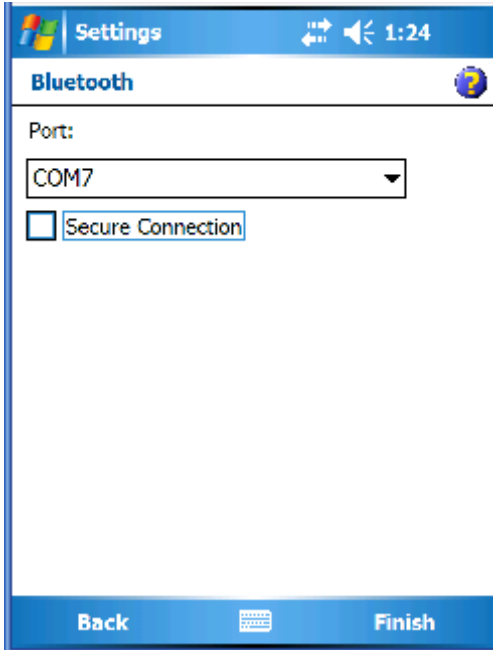 Settings 1:24
Bluetooth ?
Port:
COM7
Secure Connection
Back Finish